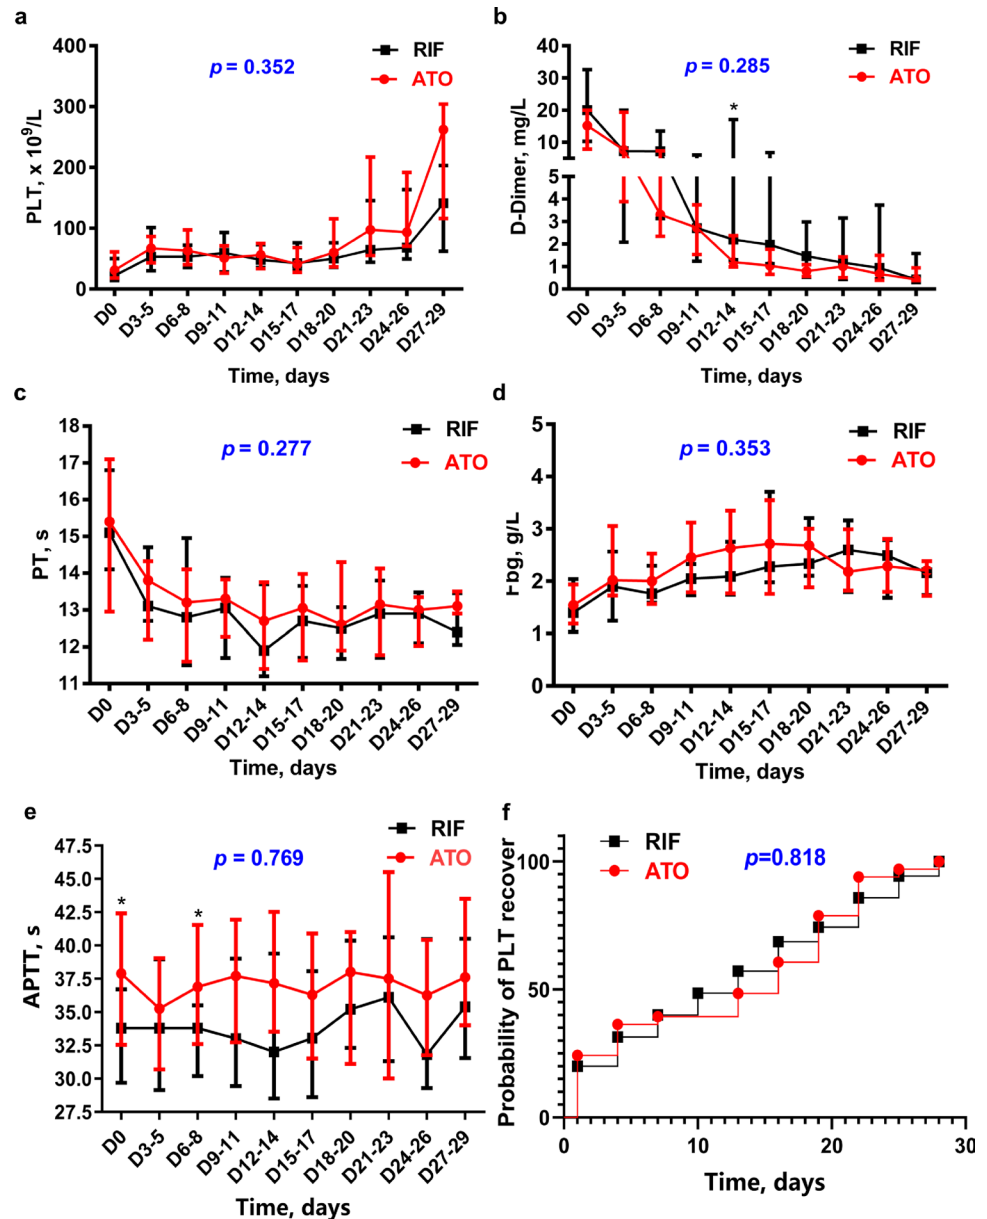 a
PLT, x 10⁹/L
400
300
200
100
0
p = 0.352
RIF
ATO
D0
D3-5
D6-8
D9-11
D12-14
D15-17
D18-20
D21-23
D24-26
D27-29
Time, days
b
D-Dimer, mg/L
40
30
20
10
5
4
3
2
1
0
p = 0.285
RIF
ATO
*
D0
D3-5
D6-8
D9-11
D12-14
D15-17
D18-20
D21-23
D24-26
D27-29
Time, days
c
PT, s
18
17
16
15
14
13
12
11
p = 0.277
RIF
ATO
D0
D3-5
D6-8
D9-11
D12-14
D15-17
D18-20
D21-23
D24-26
D27-29
Time, days
d
Fbg, g/L
5
4
3
2
1
0
p = 0.353
RIF
ATO
D0
D3-5
D6-8
D9-11
D12-14
D15-17
D18-20
D21-23
D24-26
D27-29
Time, days
e
APTT, s
47.5
45.0
42.5
40.0
37.5
35.0
32.5
30.0
27.5
p = 0.769
RIF
ATO
*
*
D0
D3-5
D6-8
D9-11
D12-14
D15-17
D18-20
D21-23
D24-26
D27-29
Time, days
f
Probability of PLT recover
100
50
0
RIF
ATO
p=0.818
0
10
20
30
Time, days